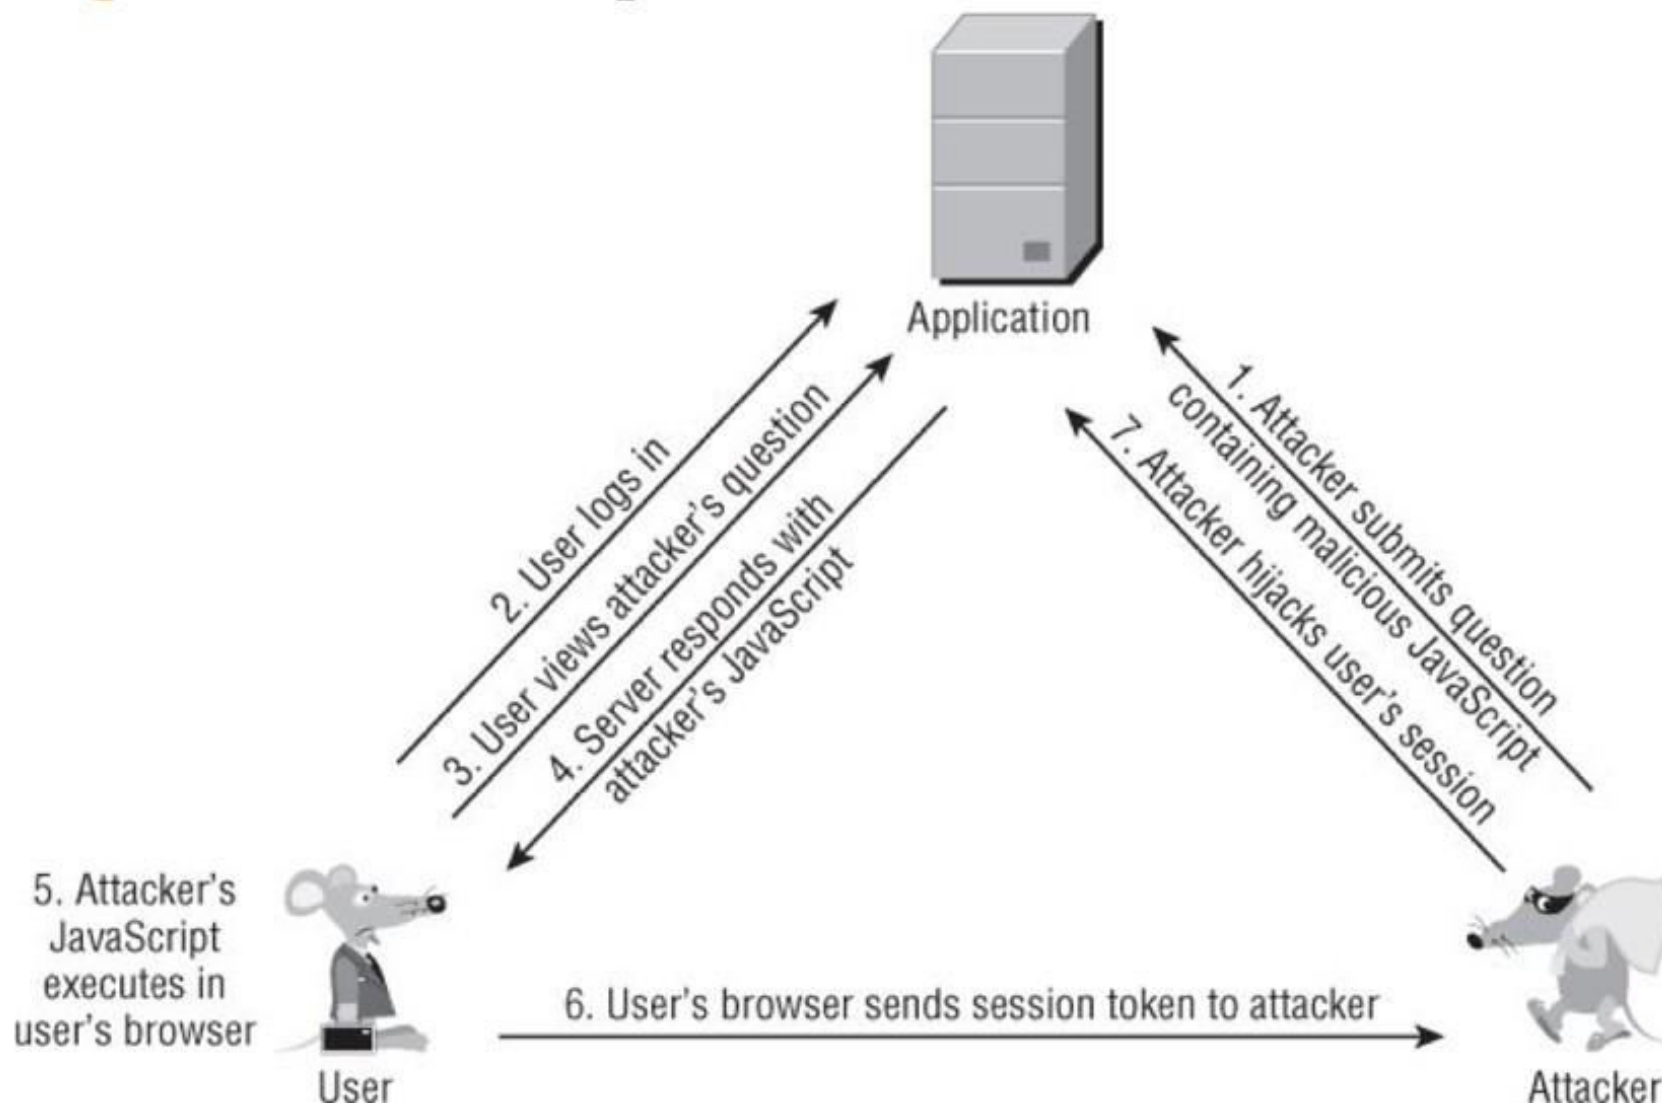 Application
1. Attacker submits question
containing malicious JavaScript
2. User logs in
3. User views attacker's question
4. Server responds with
attacker's JavaScript
5. Attacker's
JavaScript
executes in
user's browser
6. User's browser sends session token to attacker
7. Attacker hijacks user's session
User
Attacker